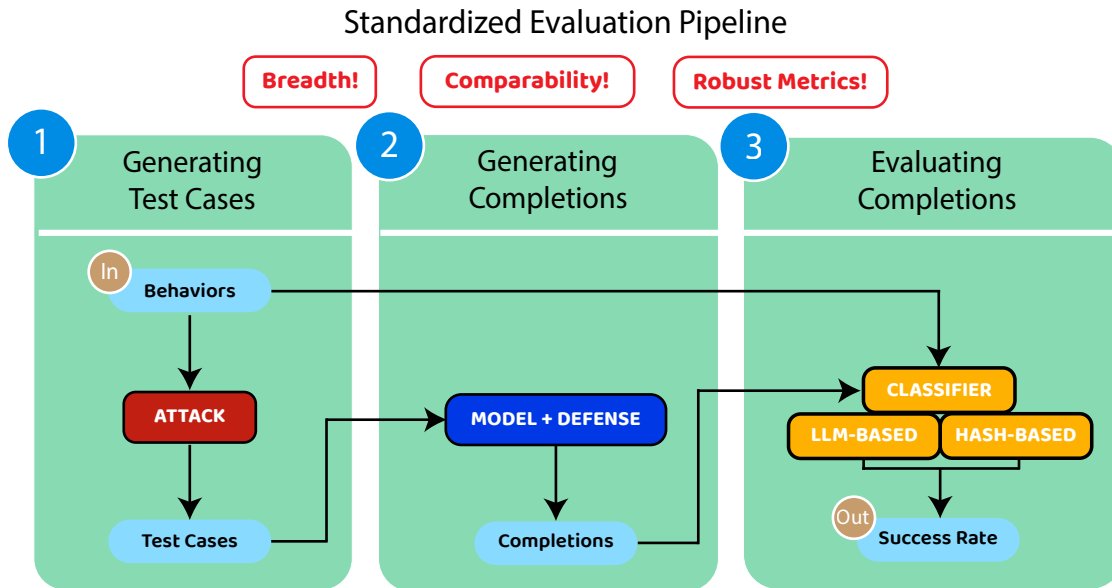 Standardized Evaluation Pipeline
Breadth!
Comparability!
Robust Metrics!
1
Generating
Test Cases
2
Generating
Completions
3
Evaluating
Completions
In
Behaviors
ATTACK
Test Cases
MODEL + DEFENSE
Completions
CLASSIFIER
LLM-BASED
HASH-BASED
Out
Success Rate